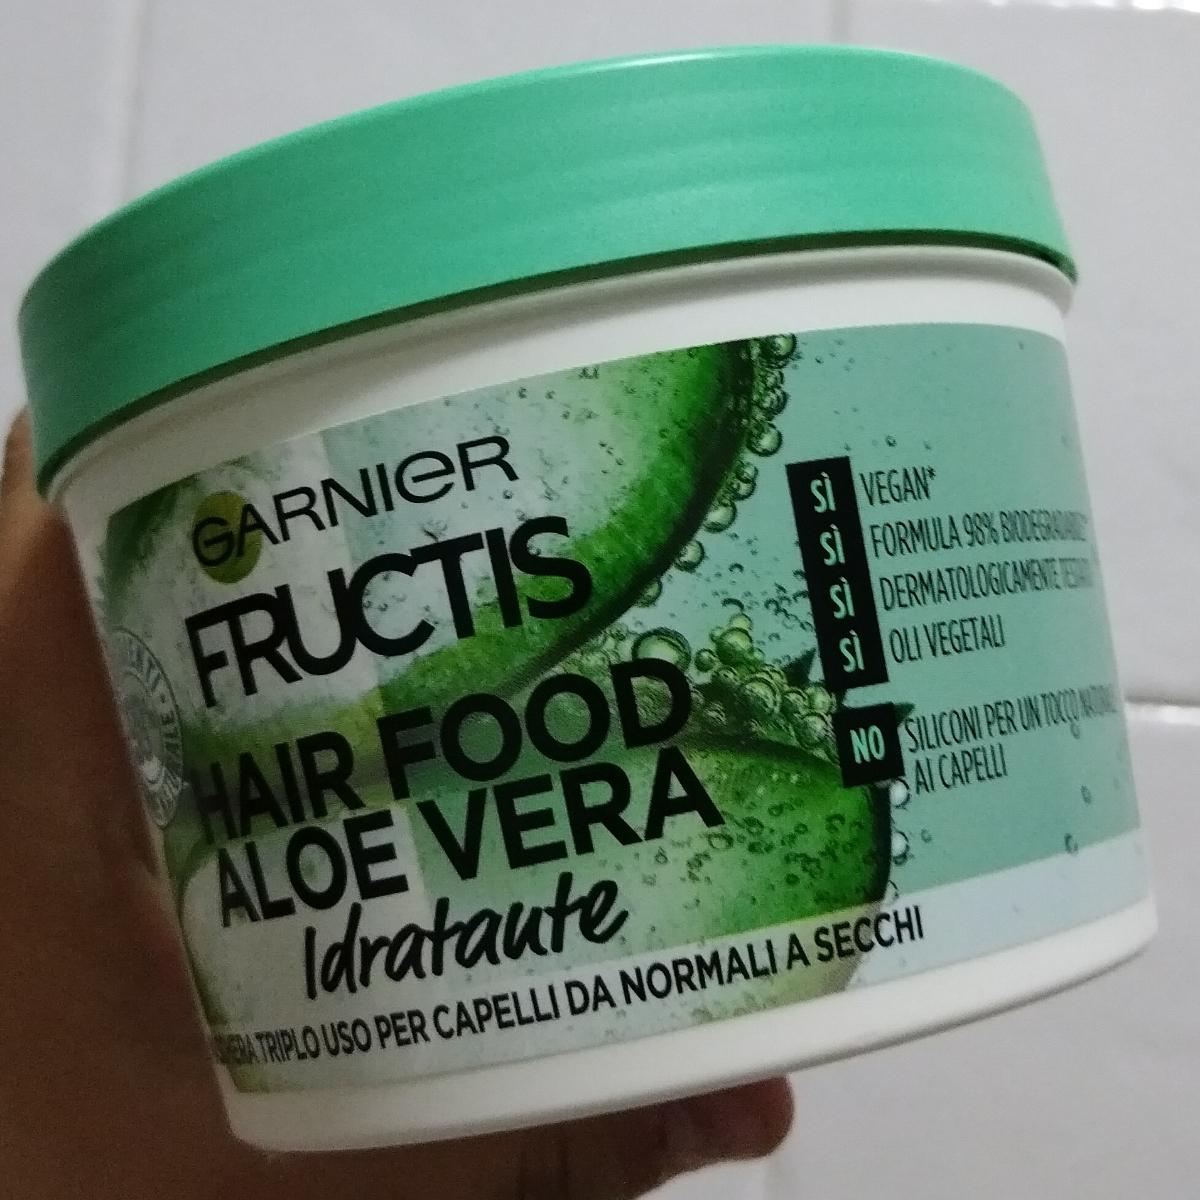 GARNIER
FRUCTIS
HAIR FOOD
ALOE VERA
Idratante
TRIPLO USO PER CAPELLI DA NORMALI A SECCHI
SÌ VEGAN*
SÌ FORMULA 98% BIODEGRADABILE
SÌ DERMATOLOGICAMENTE
SÌ OLI VEGETALI
NO SILICONI PER UN TOCCO NATURALE
AI CAPELLI